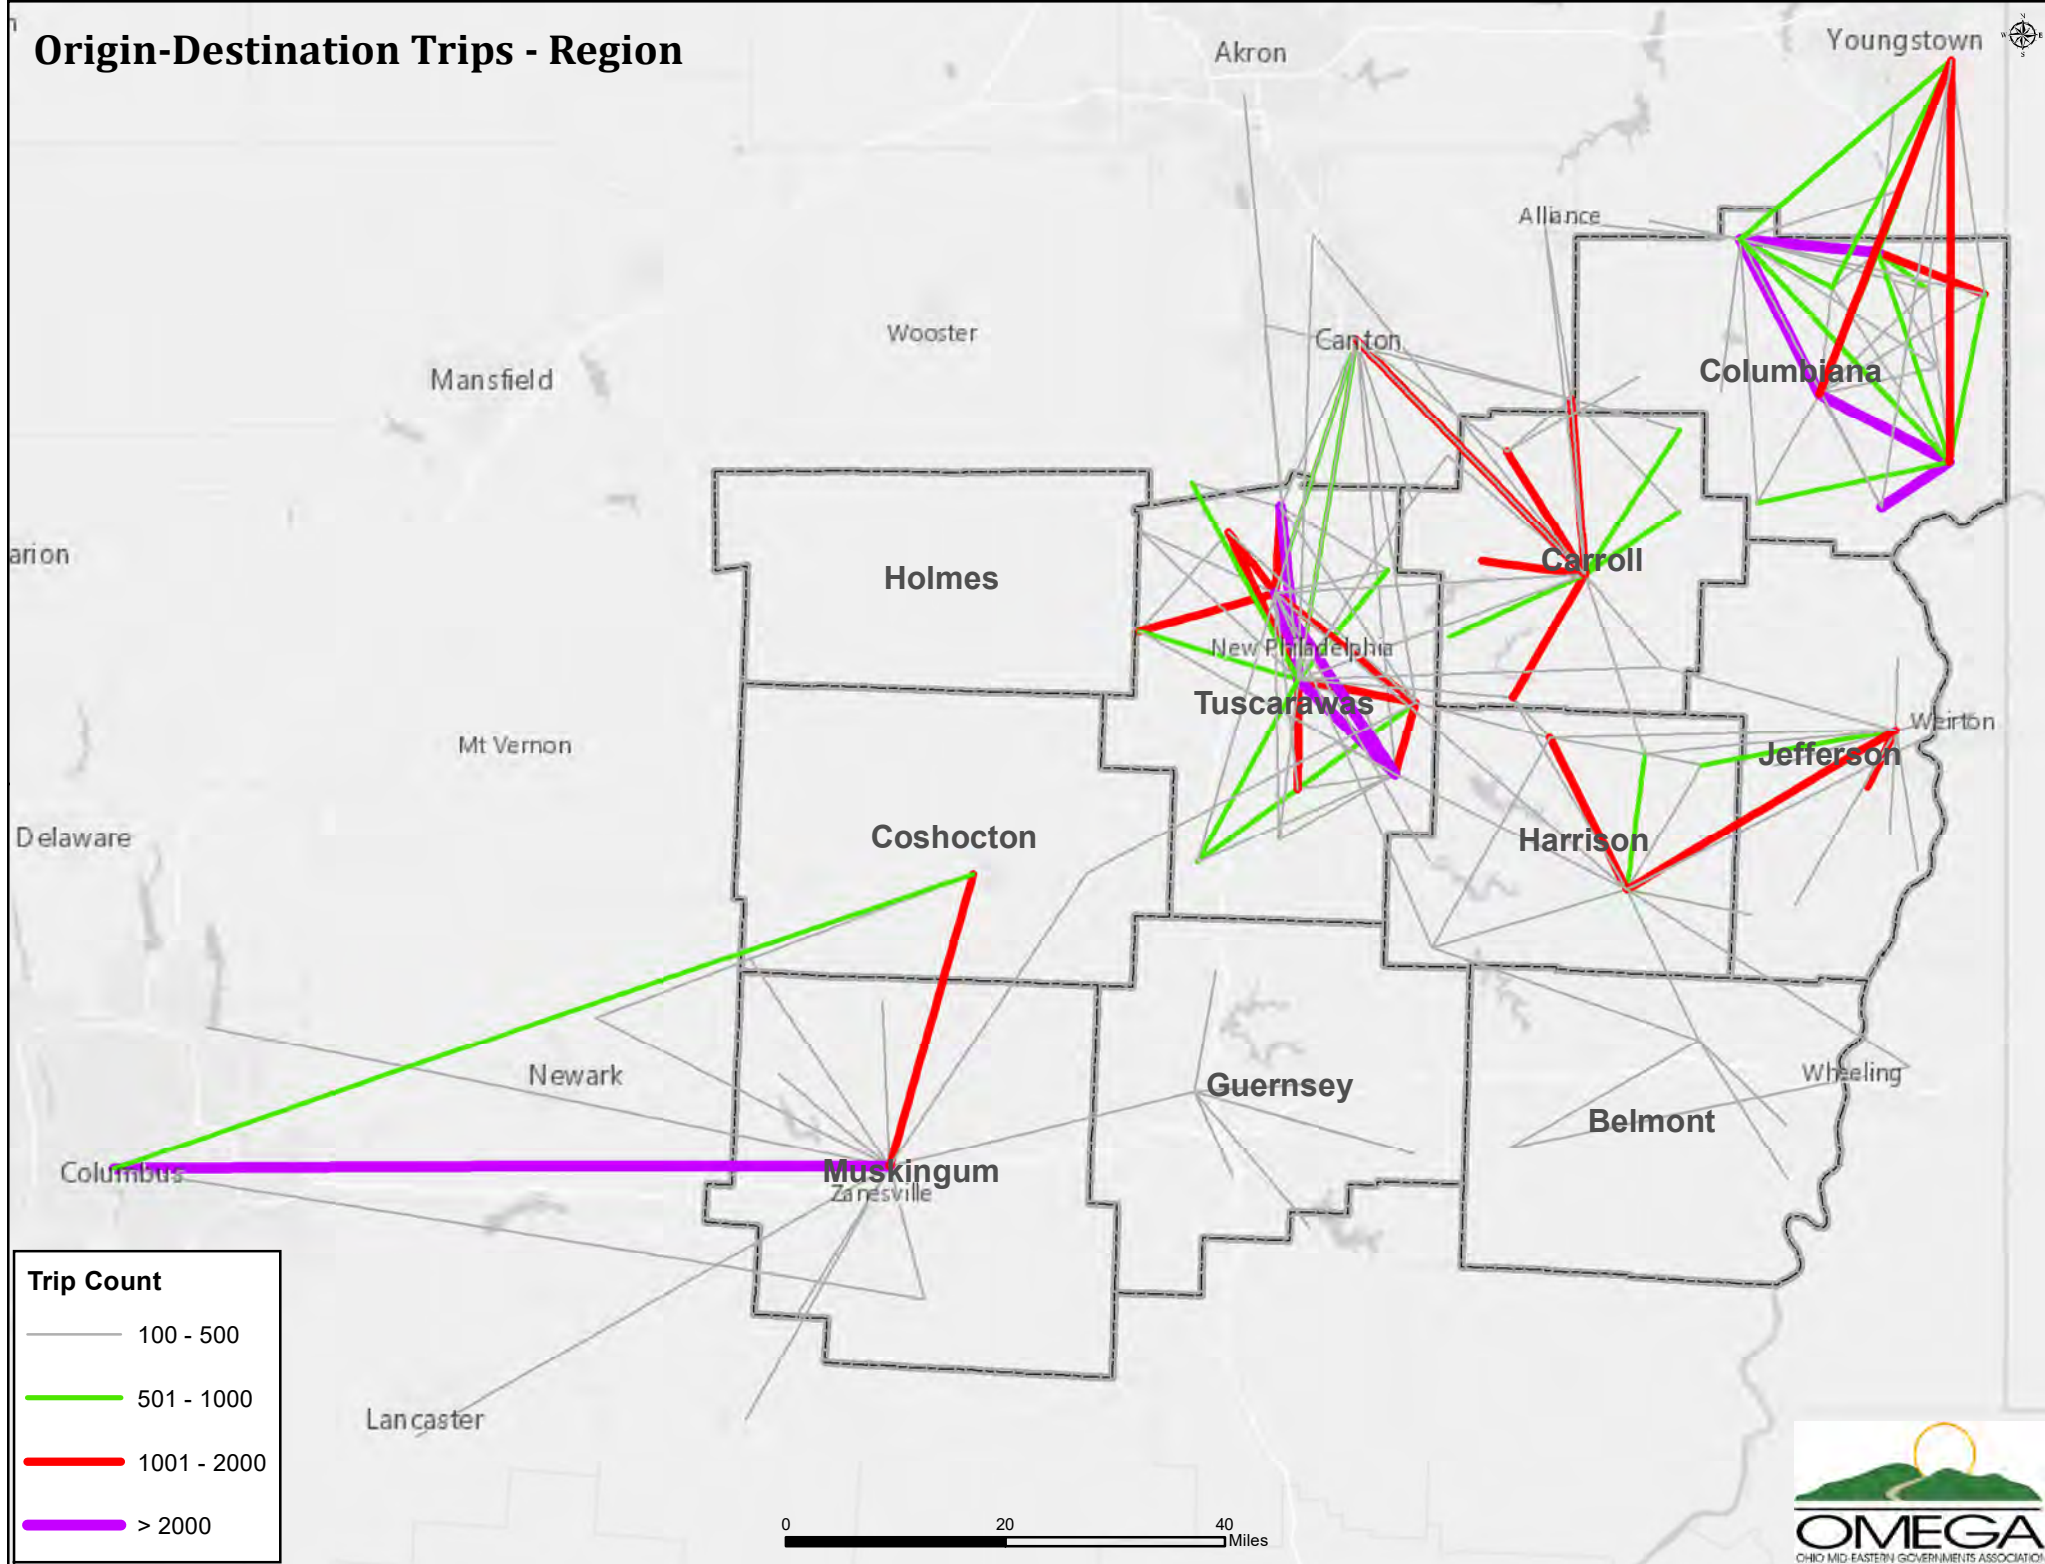 Origin-Destination Trips - Region
Akron
Youngstown
N
W
E
S
Alliance
Wooster
Canton
Mansfield
Columbiana
arion
Holmes
Carroll
New Philadelphia
Tuscarawas
Weirton
Mt Vernon
Jefferson
Delaware
Coshocton
Harrison
Newark
Guernsey
Wheeling
Belmont
Columbus
Muskingum
Zanesville
Trip Count
100 - 500
501 - 1000
1001 - 2000
> 2000
Lancaster
0 20 40
Miles
OMEGA
OHIO MID-EASTERN GOVERNMENTS ASSOCIATION